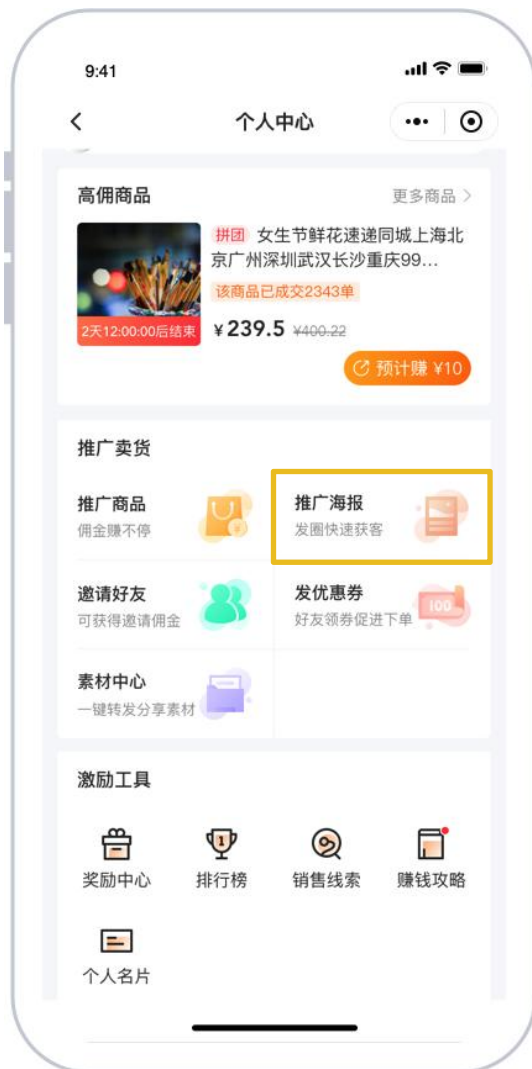 9:41
个人中心
高佣商品
更多商品
拼团 女生节鲜花速递同城上海北
京广州深圳武汉长沙重庆99...
该商品已成交2343单
2天12:00:00后结束
¥239.5 ¥400.22
预计赚 ¥10
推广卖货
推广商品
佣金赚不停
推广海报
发圈快速获客
邀请好友
可获得邀请佣金
发优惠券
好友领券促进下单
100
素材中心
一键转发分享素材
激励工具
1
奖励中心
排行榜
销售线索
赚钱攻略
个人名片